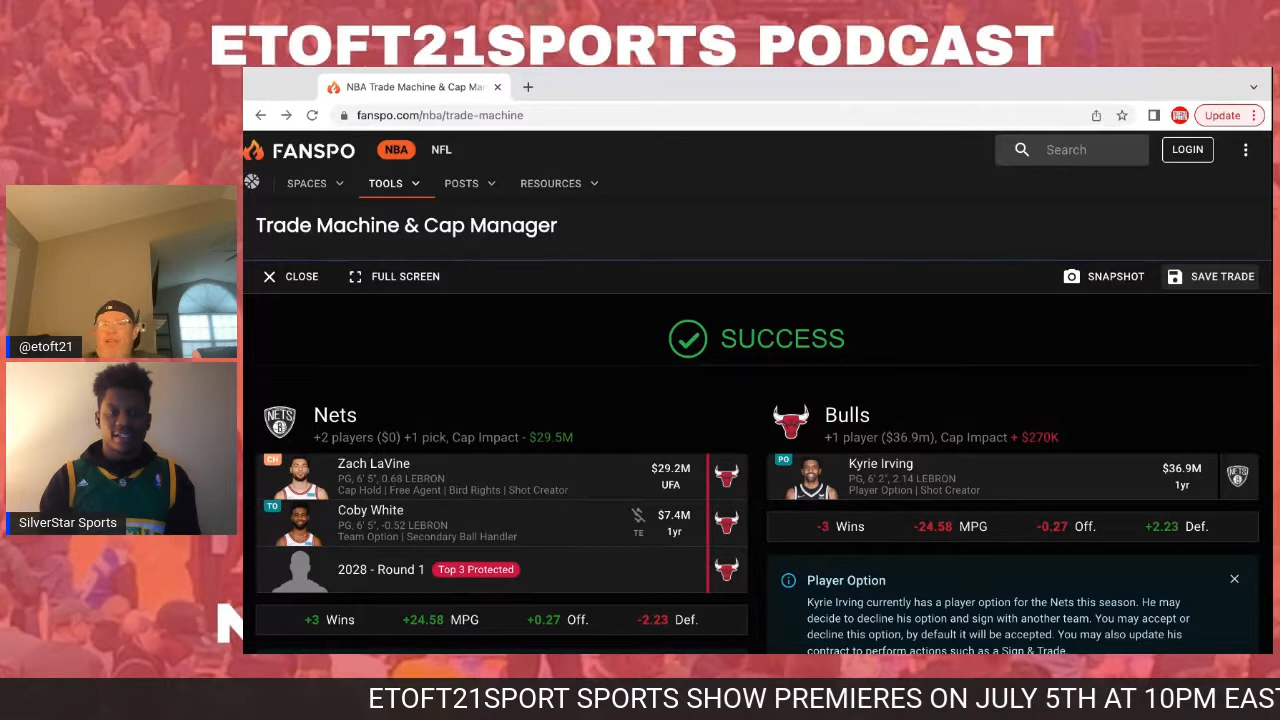 ETOFT21SPORTS PODCAST
NBA Trade Machine & Cap Ma
fanspo.com/nba/trade-machine
Update
FANSPO
NBA
NFL
Search
LOGIN
SPACES
TOOLS
POSTS
RESOURCES
Trade Machine & Cap Manager
CLOSE
FULL SCREEN
SNAPSHOT
SAVE TRADE
SUCCESS
NETS
B
Nets
+2 players ($0) +1 pick, Cap Impact - $29.5M
CH
Zach LaVine
PG, 6' 5", 0.68 LEBRON
Cap Hold | Free Agent | Bird Rights | Shot Creator
$29.2M
UFA
TO
Coby White
PG, 6' 5", -0.52 LEBRON
Team Option | Secondary Ball Handler
TE
$7.4M
1yr
2028 - Round 1
Top 3 Protected
+3 Wins
+24.58 MPG
+0.27 Off.
-2.23 Def.
Bulls
+1 player ($36.9m), Cap Impact + $270K
PO
Kyrie Irving
PG, 6' 2", 2.14 LEBRON
Player Option | Shot Creator
$36.9M
1yr
-3 Wins
-24.58 MPG
-0.27 Off.
+2.23 Def.
Player Option
Kyrie Irving currently has a player option for the Nets this season. He may
decide to decline his option and sign with another team. You may accept or
decline this option, by default it will be accepted. You may also update his
contract to perform actions such as a Sign & Trade.
@etoft21
SilverStar Sports
N
ETOFT21SPORT SPORTS SHOW PREMIERES ON JULY 5TH AT 10PM EAS